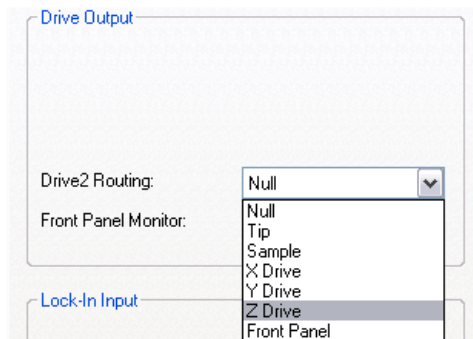 Drive Output
Drive2 Routing:
Null
Front Panel Monitor:
Null
Tip
Sample
X Drive
Y Drive
Z Drive
Front Panel
Lock-In Input